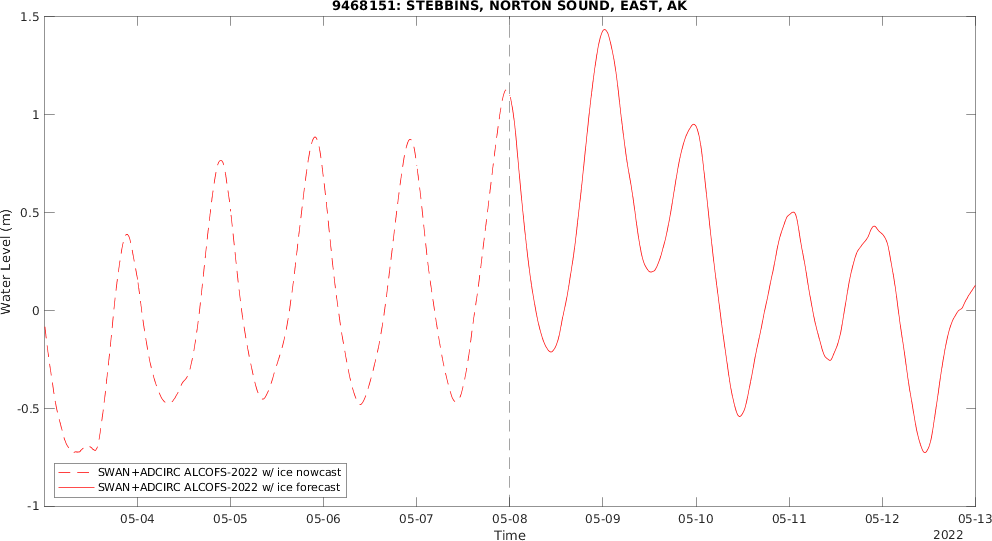 9468151: STEBBINS, NORTON SOUND, EAST, AK
1.5
1
0.5
0
-0.5
-1
Water Level (m)
SWAN+ADCIRC ALCOFS-2022 w/ ice nowcast
SWAN+ADCIRC ALCOFS-2022 w/ ice forecast
05-04 05-05 05-06 05-07 05-08 05-09 05-10 05-11 05-12 05-13
Time
2022